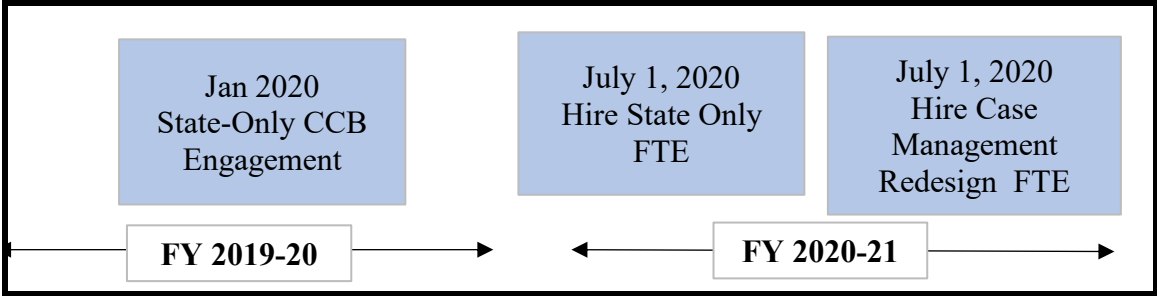 Jan 2020
State-Only CCB
Engagement
July 1, 2020
Hire State Only
FTE
July 1, 2020
Hire Case
Management
Redesign FTE
FY 2019-20
FY 2020-21